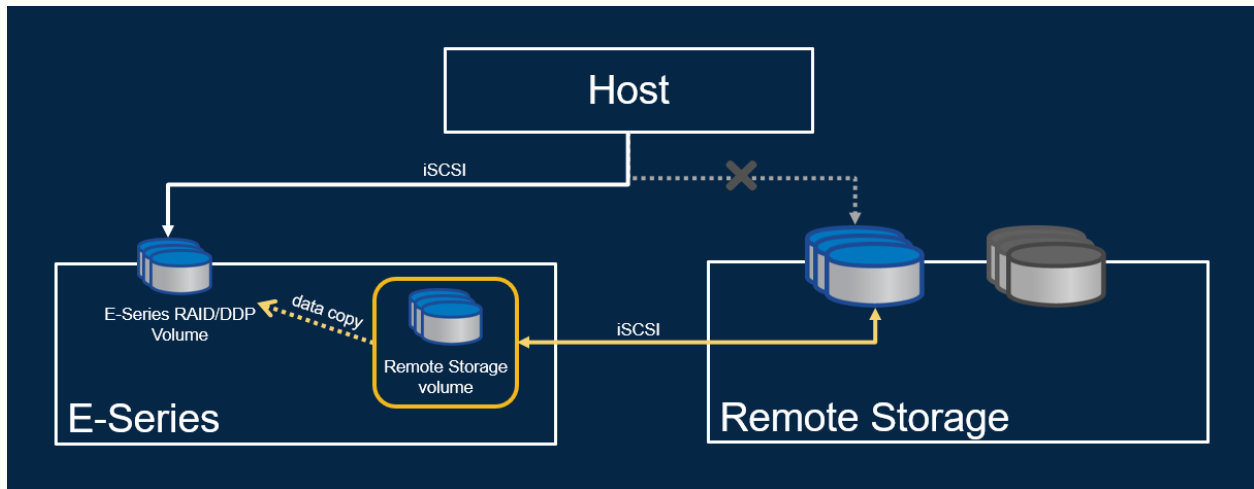 Host
iSCSI
E-Series RAID/DDP
Volume
data copy
Remote Storage
volume
iSCSI
E-Series
Remote Storage